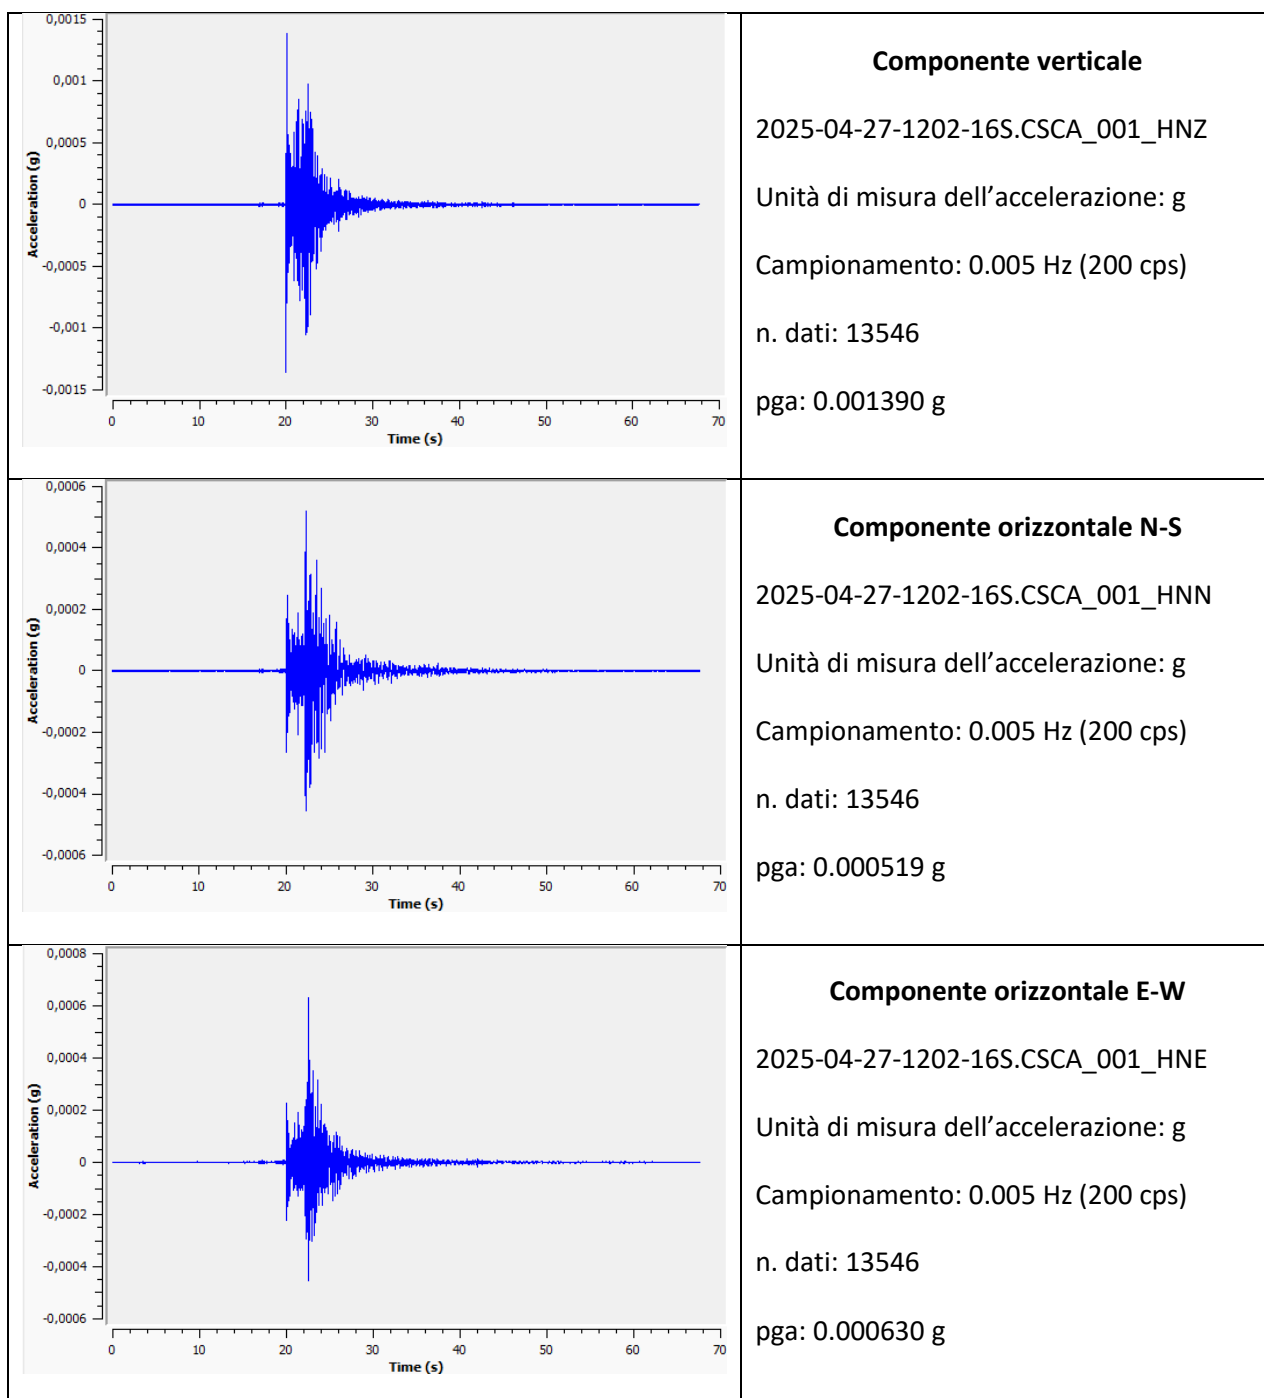 0,0015
0,001
0,0005
0
-0,0005
-0,001
-0,0015
Acceleration (g)
0 10 20 30 40 50 60 70
Time (s)
Componente verticale
2025-04-27-1202-16S.CSCA_001_HNZ
Unità di misura dell’accelerazione: g
Campionamento: 0.005 Hz (200 cps)
n. dati: 13546
pga: 0.001390 g
0,0006
0,0004
0,0002
0
-0,0002
-0,0004
-0,0006
Acceleration (g)
0 10 20 30 40 50 60 70
Time (s)
Componente orizzontale N-S
2025-04-27-1202-16S.CSCA_001_HNN
Unità di misura dell’accelerazione: g
Campionamento: 0.005 Hz (200 cps)
n. dati: 13546
pga: 0.000519 g
0,0008
0,0006
0,0004
0,0002
0
-0,0002
-0,0004
-0,0006
Acceleration (g)
0 10 20 30 40 50 60 70
Time (s)
Componente orizzontale E-W
2025-04-27-1202-16S.CSCA_001_HNE
Unità di misura dell’accelerazione: g
Campionamento: 0.005 Hz (200 cps)
n. dati: 13546
pga: 0.000630 g